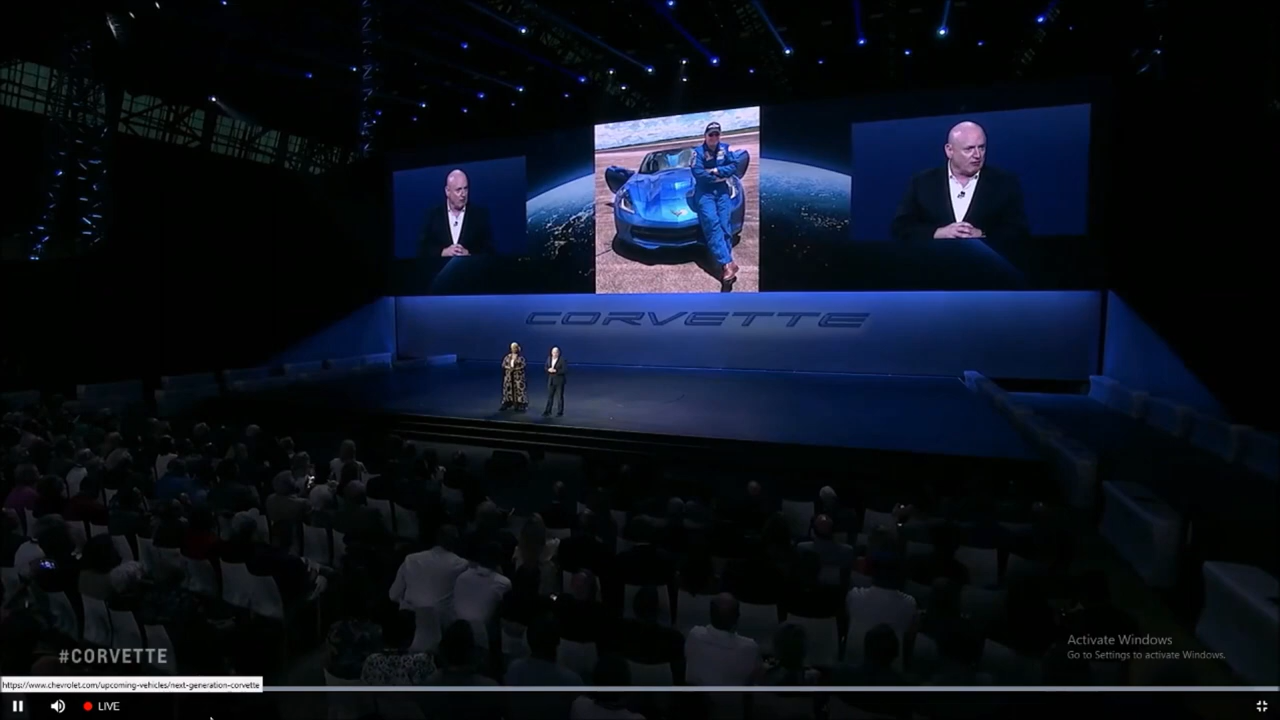 CORVETTE
#CORVETTE
Activate Windows
Go to Settings to activate Windows.
https://www.chevrolet.com/upcoming-vehicles/next-generation-corvette
LIVE